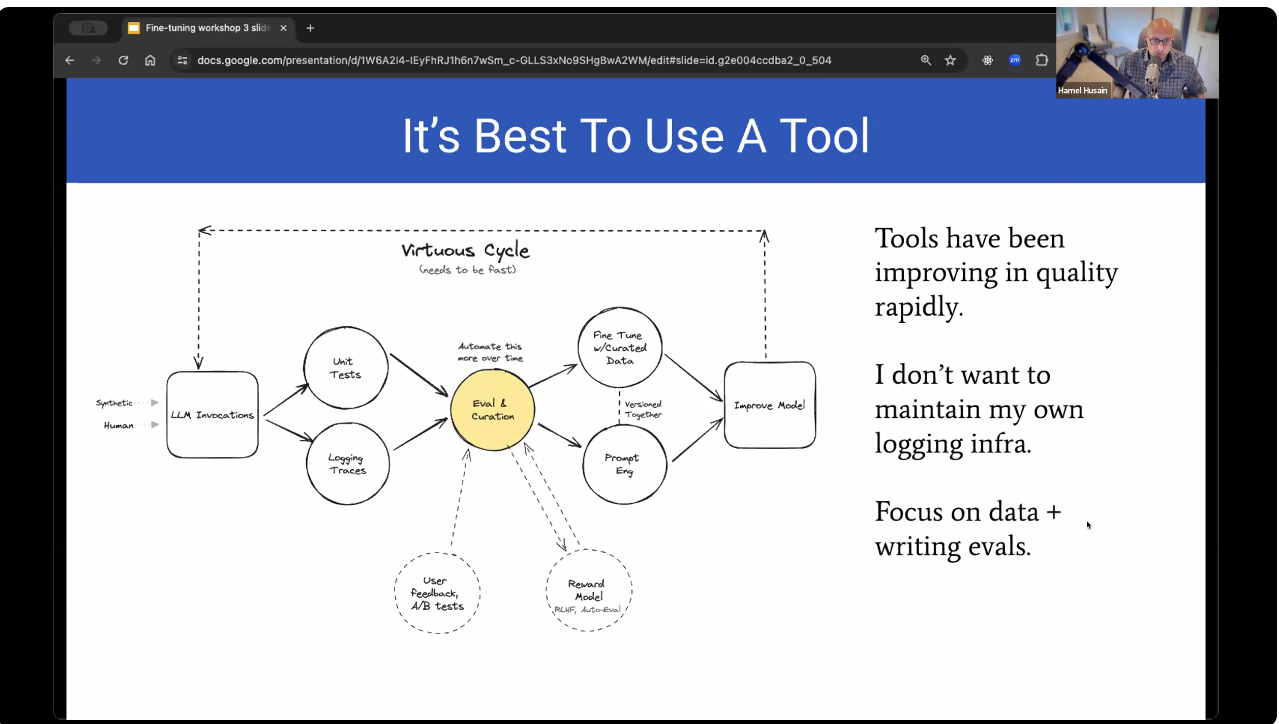 Fine-tuning workshop 3 slid
docs.google.com/presentation/d/1W6A2I4-IEyFhRJ1h6n7wSm_c-GLLS3xNo9SHgBwA2WM/edit#slide=id.g2e004ccdba2_0_504
Hamel Husain
It's Best To Use A Tool
Virtuous Cycle
(needs to be fast)
Synthetic
Human
LLM Invocations
Unit
Tests
Logging
Traces
Automate this
more over time
Eval &
Curation
Fine Tune
w/Curated
Data
Versioned
Together
Prompt
Eng
Improve Model
User
feedback,
A/B tests
Reward
Model
RLHF, Auto-Eval
Tools have been
improving in quality
rapidly.
I don't want to
maintain my own
logging infra.
Focus on data +
writing evals.